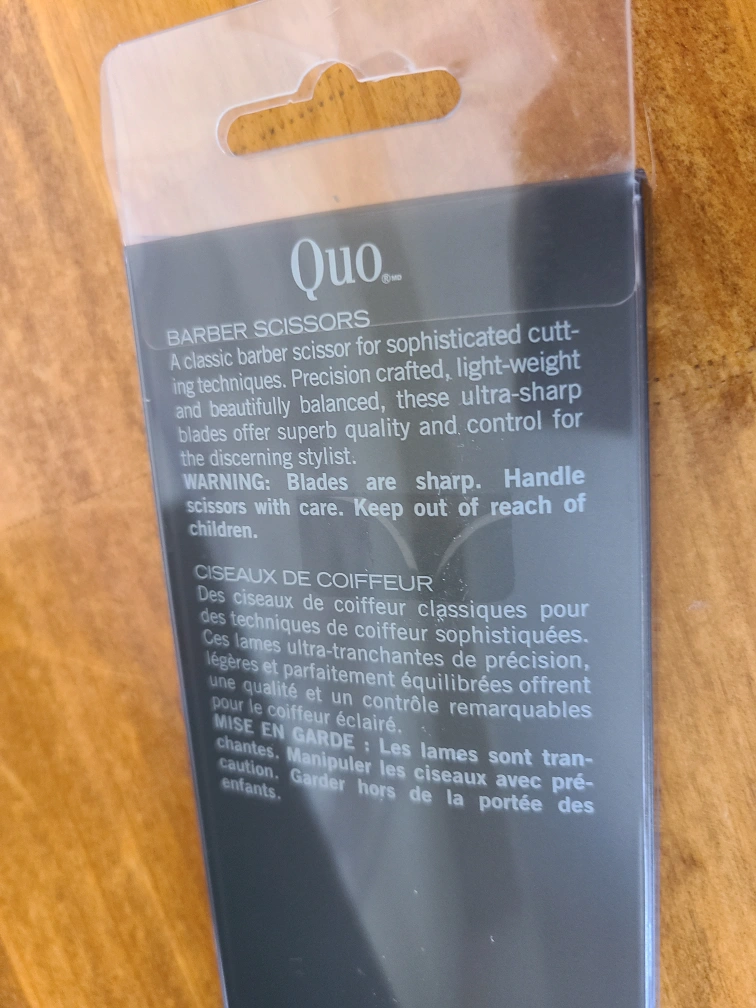 Quo®MD
BARBER SCISSORS
A classic barber scissor for sophisticated cutt-
ing techniques. Precision crafted, light-weight
and beautifully balanced, these ultra-sharp
blades offer superb quality and control for
the discerning stylist.
WARNING: Blades are sharp. Handle
scissors with care. Keep out of reach of
children.
CISEAUX DE COIFFEUR
Des ciseaux de coiffeur classiques pour
des techniques de coiffeur sophistiquées.
Ces lames ultra-tranchantes de précision,
légères et parfaitement équilibrées offrent
une qualité et un contrôle remarquables
pour le coiffeur éclairé.
MISE EN GARDE : Les lames sont tran-
chantes. Manipuler les ciseaux avec pré-
caution. Garder hors de la portée des
enfants.